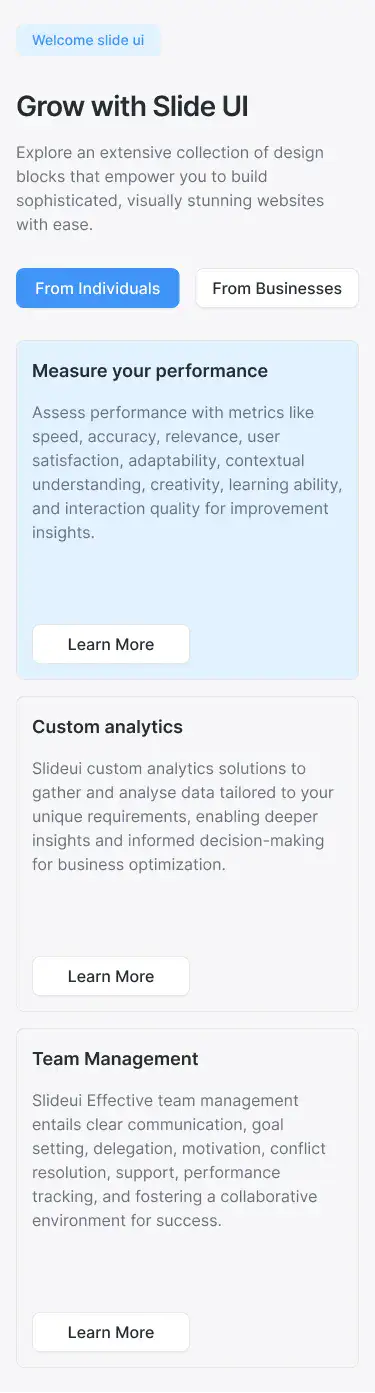 Welcome slide ui
Grow with Slide UI
Explore an extensive collection of design
blocks that empower you to build
sophisticated, visually stunning websites
with ease.
From Individuals
From Businesses
Measure your performance
Assess performance with metrics like
speed, accuracy, relevance, user
satisfaction, adaptability, contextual
understanding, creativity, learning ability,
and interaction quality for improvement
insights.
Learn More
Custom analytics
Slideui custom analytics solutions to
gather and analyse data tailored to your
unique requirements, enabling deeper
insights and informed decision-making
for business optimization.
Learn More
Team Management
Slideui Effective team management
entails clear communication, goal
setting, delegation, motivation, conflict
resolution, support, performance
tracking, and fostering a collaborative
environment for success.
Learn More